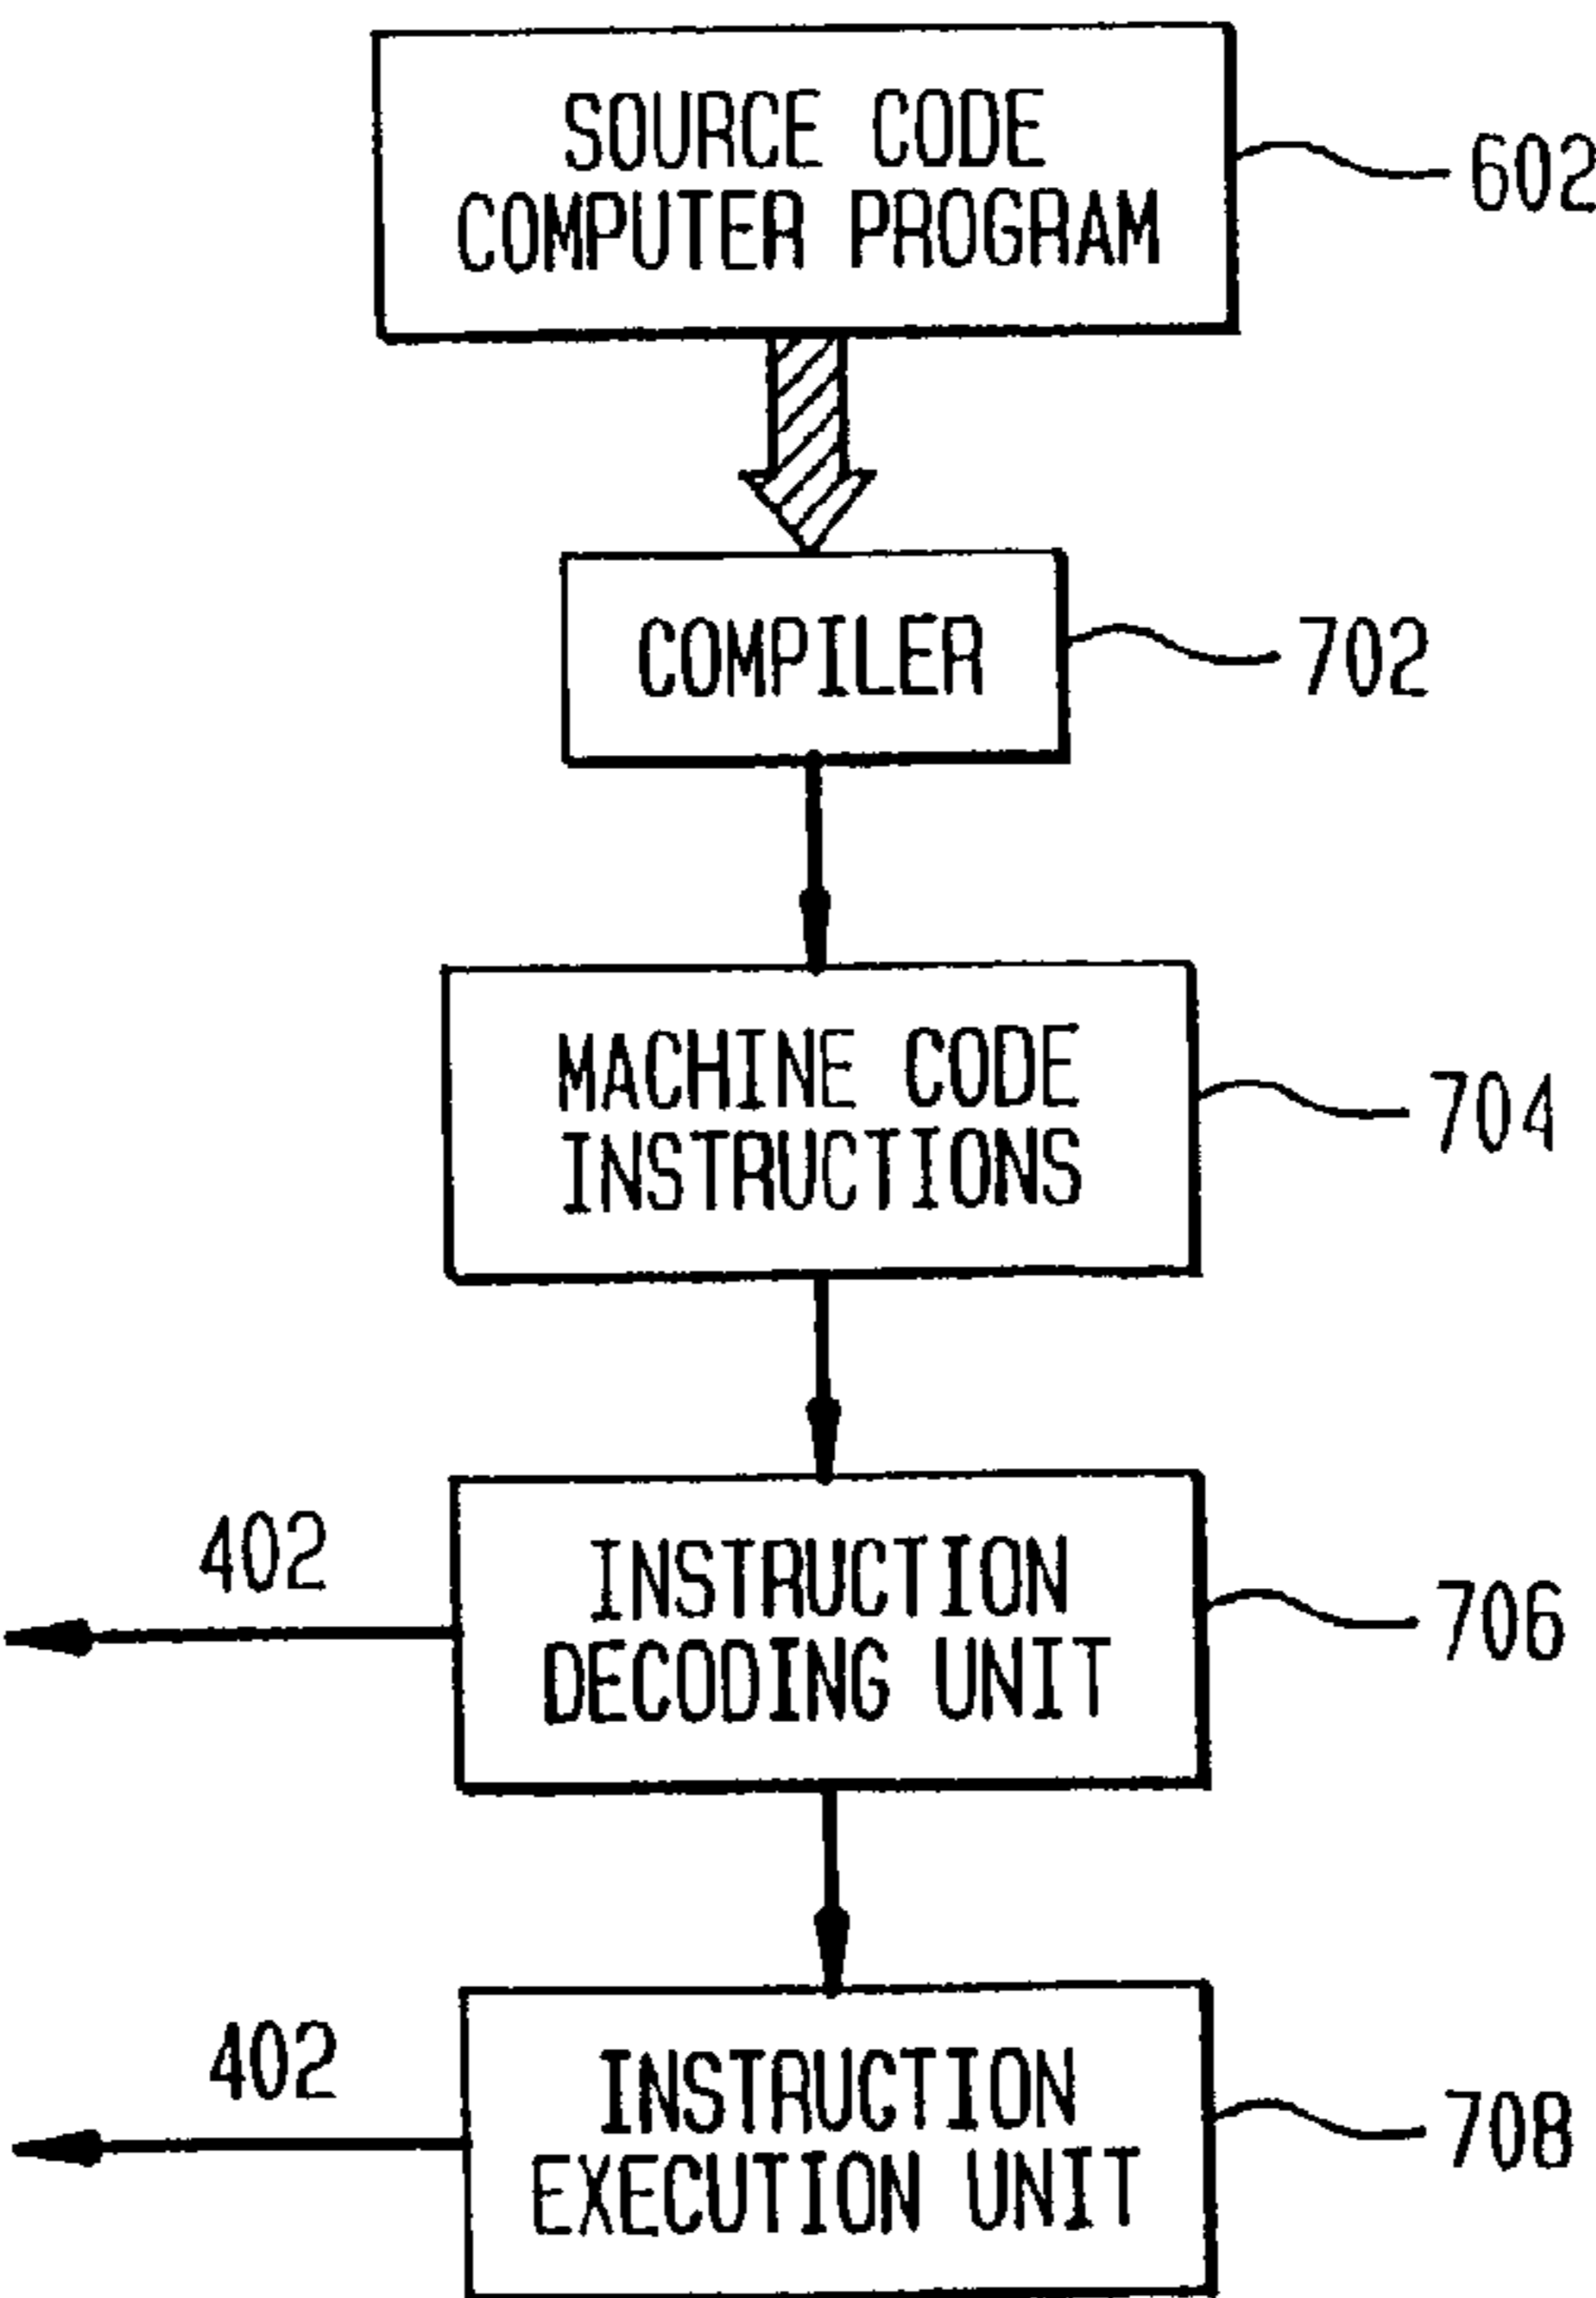 SOURCE CODE
COMPUTER PROGRAM
602
COMPILER
702
MACHINE CODE
INSTRUCTIONS
704
402
INSTRUCTION
DECODING UNIT
706
402
INSTRUCTION
EXECUTION UNIT
708